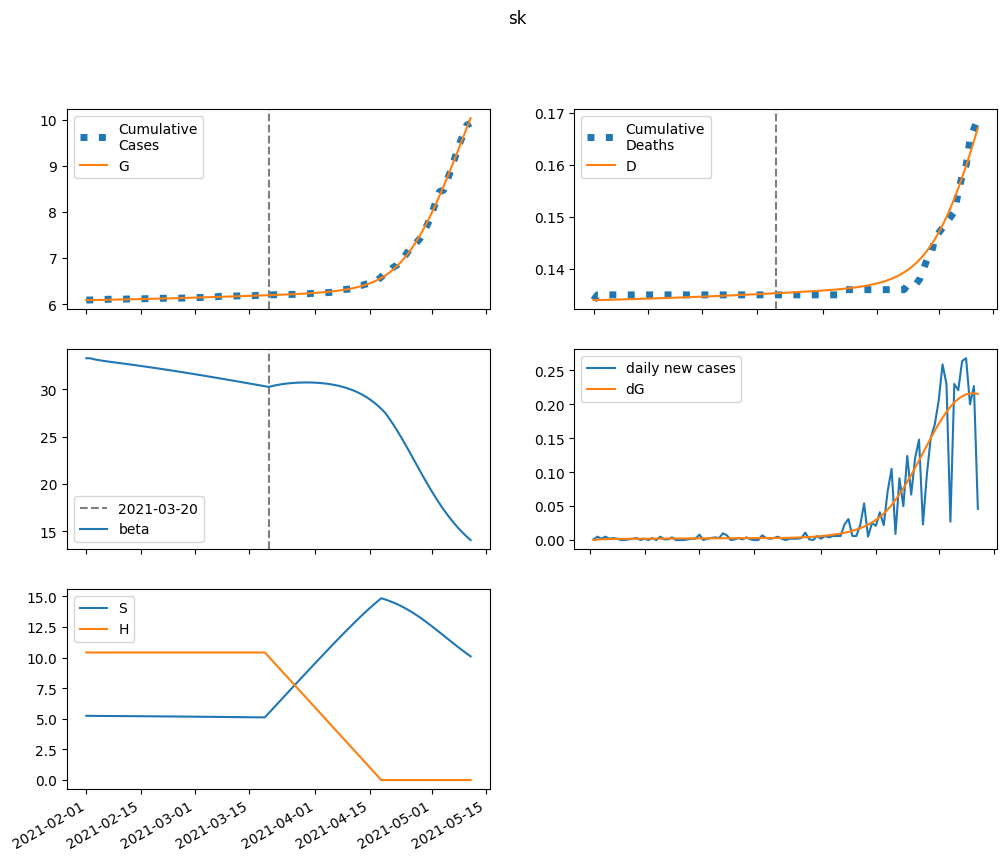 sk
10
9
8
7
6
Cumulative
Cases
G
0.17
0.16
0.15
0.14
Cumulative
Deaths
D
30
25
20
15
2021-03-20
beta
0.25
0.20
0.15
0.10
0.05
0.00
daily new cases
dG
15.0
12.5
10.0
7.5
5.0
2.5
0.0
S
H
2021-02-01
2021-02-15
2021-03-01
2021-03-15
2021-04-01
2021-04-15
2021-05-01
2021-05-15